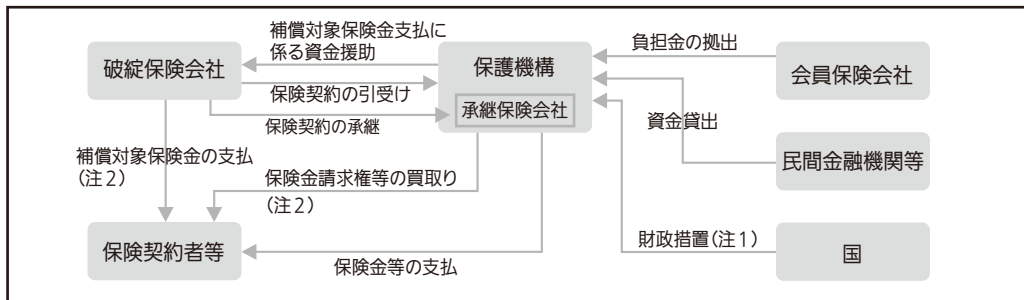 補償対象保険金支払に
係る資金援助
破綻保険会社
保険契約の引受け
保険契約の承継
保護機構
承継保険会社
負担金の拠出
会員保険会社
資金貸出
民間金融機関等
補償対象保険金の支払
(注2)
保険金請求権等の買取り
(注2)
保険契約者等
保険金等の支払
財政措置(注1)
国